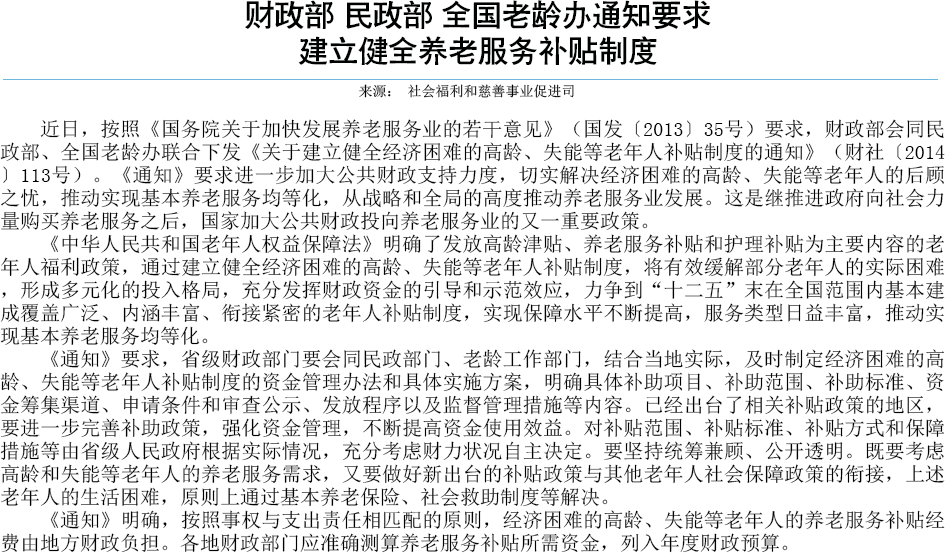 财政部 民政部 全国老龄办通知要求
建立健全养老服务补贴制度
来源： 社会福利和慈善事业促进司
近日，按照《国务院关于加快发展养老服务业的若干意见》（国发〔2013〕35号）要求，财政部会同民
政部、全国老龄办联合下发《关于建立健全经济困难的高龄、失能等老年人补贴制度的通知》（财社〔2014
〕113号）。《通知》要求进一步加大公共财政支持力度，切实解决经济困难的高龄、失能等老年人的后顾
之忧，推动实现基本养老服务均等化，从战略和全局的高度推动养老服务业发展。这是继推进政府向社会力
量购买养老服务之后，国家加大公共财政投向养老服务业的又一重要政策。
《中华人民共和国老年人权益保障法》明确了发放高龄津贴、养老服务补贴和护理补贴为主要内容的老
年人福利政策，通过建立健全经济困难的高龄、失能等老年人补贴制度，将有效缓解部分老年人的实际困难
，形成多元化的投入格局，充分发挥财政资金的引导和示范效应，力争到“十二五”末在全国范围内基本建
成覆盖广泛、内涵丰富、衔接紧密的老年人补贴制度，实现保障水平不断提高，服务类型日益丰富，推动实
现基本养老服务均等化。
《通知》要求，省级财政部门要会同民政部门、老龄工作部门，结合当地实际，及时制定经济困难的高
龄、失能等老年人补贴制度的资金管理办法和具体实施方案，明确具体补助项目、补助范围、补助标准、资
金筹集渠道、申请条件和审查公示、发放程序以及监督管理措施等内容。已经出台了相关补贴政策的地区，
要进一步完善补助政策，强化资金管理，不断提高资金使用效益。对补贴范围、补贴标准、补贴方式和保障
措施等由省级人民政府根据实际情况，充分考虑财力状况自主决定。要坚持统筹兼顾、公开透明。既要考虑
高龄和失能等老年人的养老服务需求，又要做好新出台的补贴政策与其他老年人社会保障政策的衔接，上述
老年人的生活困难，原则上通过基本养老保险、社会救助制度等解决。
《通知》明确，按照事权与支出责任相匹配的原则，经济困难的高龄、失能等老年人的养老服务补贴经
费由地方财政负担。各地财政部门应准确测算养老服务补贴所需资金，列入年度财政预算。